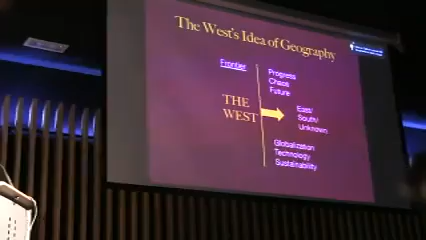 The West's Idea of Geography
Frontier
Progress
Chaos
Future
THE
WEST
East/
South/
Unknown
Globalization
Technology
Sustainability